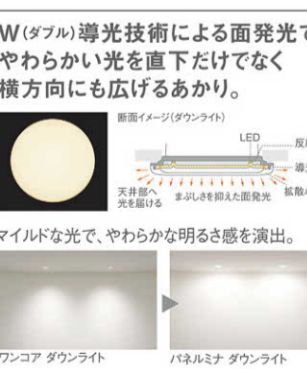 W(ダブル)導光技術による面発光で
やわらかい光を直下だけでなく
横方向にも広げるあかり。
断面イメージ(ダウンライト)
LED
反
導
拡散
天井部へ
光を届ける
まぶしさを抑えた面発光
マイルドな光で、やわらかな明るさ感を演出。
ワンコア ダウンライト
パネルミナ ダウンライト